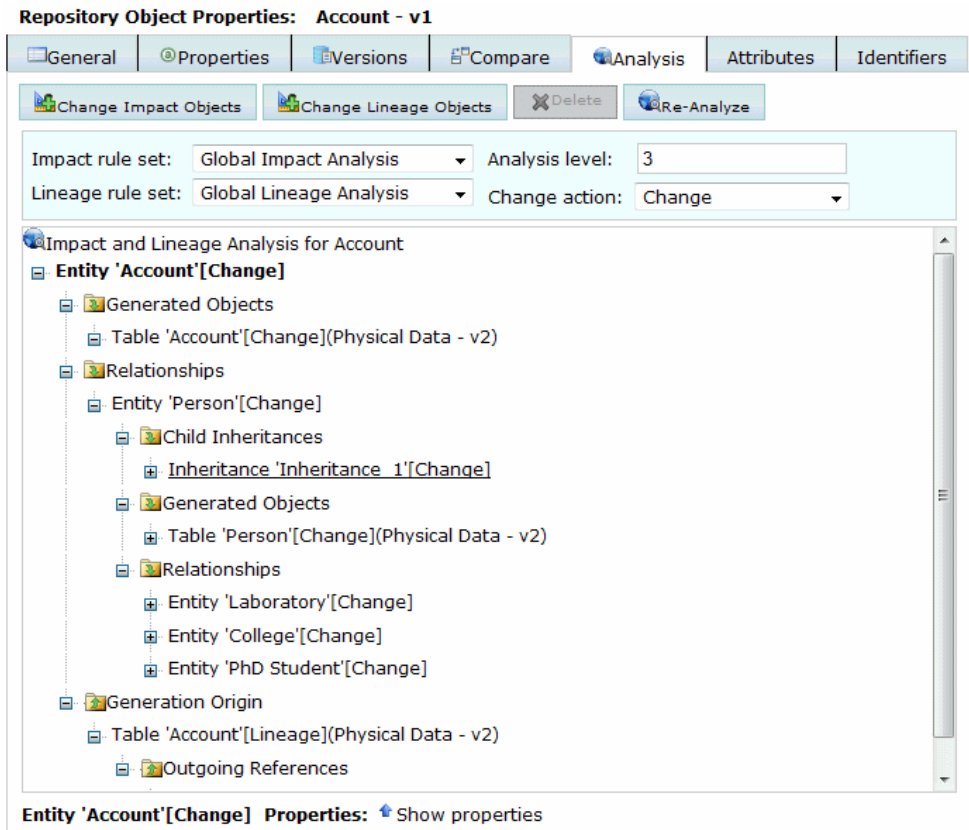 Repository Object Properties: Account - v1
General Properties Versions Compare Analysis Attributes Identifiers
Change Impact Objects Change Lineage Objects Delete Re-Analyze
Impact rule set: Global Impact Analysis Analysis level: 3
Lineage rule set: Global Lineage Analysis Change action: Change
Impact and Lineage Analysis for Account
Entity 'Account'[Change]
Generated Objects
Table 'Account'[Change](Physical Data - v2)
Relationships
Entity 'Person'[Change]
Child Inheritances
Inheritance 'Inheritance_1'[Change]
Generated Objects
Table 'Person'[Change](Physical Data - v2)
Relationships
Entity 'Laboratory'[Change]
Entity 'College'[Change]
Entity 'PhD Student'[Change]
Generation Origin
Table 'Account'[Lineage](Physical Data - v2)
Outgoing References
Entity 'Account'[Change] Properties: Show properties